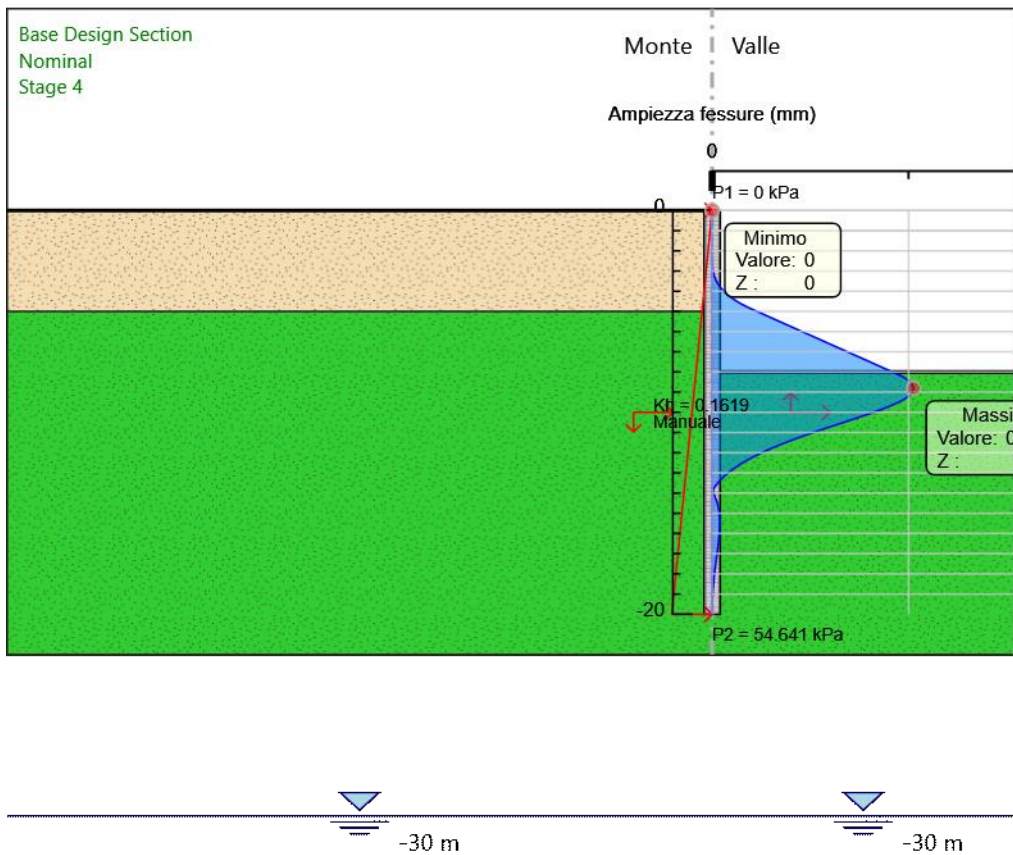 Base Design Section
Nominal
Stage 4
Monte
Valle
Ampiezza fessure (mm)
0
P1 = 0 kPa
0
Minimo
Valore: 0
Z : 0
Kh = 0.1619
Manuale
Massi
Valore: 0
Z :
-20
P2 = 54.641 kPa
-30 m
-30 m